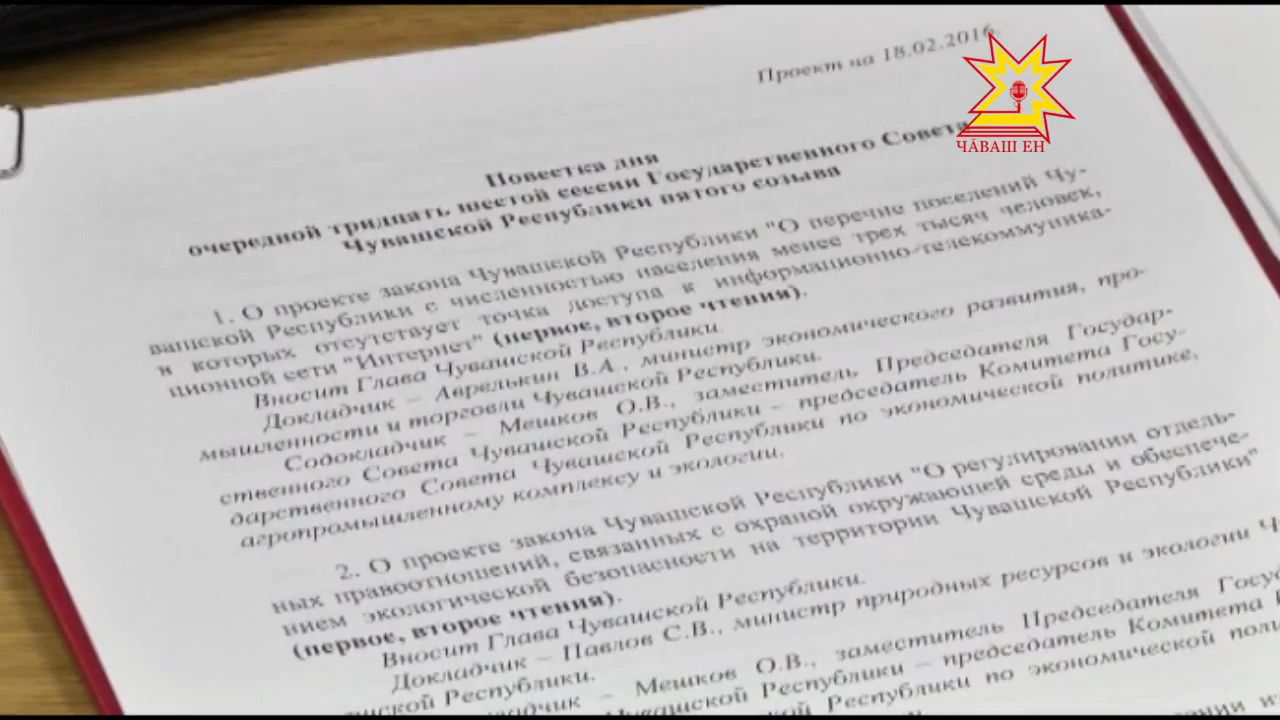 Проект на 18.02.2016.
ЧӐВАШ ЕН
Повестка дня
очередной тридцать шестой сессии Государственного Совета
Чувашской Республики пятого созыва
1. О проекте закона Чувашской Республики "О перечне поселений Чу-
вашской Республики с численностью населения менее трех тысяч человек,
в которых отсутствует точка доступа к информационно-телекоммуника-
ционной сети "Интернет" (первое, второе чтения).
Вносит Глава Чувашской Республики.
Докладчик – Аврелькин В.А., министр экономического развития, про-
мышленности и торговли Чувашской Республики.
Содокладчик – Мешков О.В., заместитель Председателя Государ-
ственного Совета Чувашской Республики – председатель Комитета Госу-
дарственного Совета Чувашской Республики по экономической политике,
агропромышленному комплексу и экологии.
2. О проекте закона Чувашской Республики "О регулировании отдель-
ных правоотношений, связанных с охраной окружающей среды и обеспече-
нием экологической безопасности на территории Чувашской Республики"
(первое, второе чтения).
Вносит Глава Чувашской Республики.
Докладчик – Павлов С.В., министр природных ресурсов и экологии
Республики.
– Мешков О.В., заместитель Председателя
Республики – председатель Комитета
Республики по экономической